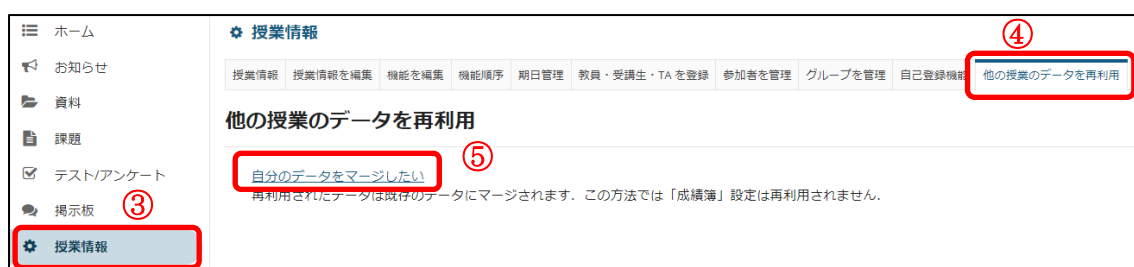 ホーム
お知らせ
資料
課題
テスト/アンケート
掲示板
③
授業情報
授業情報
④
授業情報 授業情報を編集 機能を編集 機能順序 期日管理 教員・受講生・TA を登録 参加者を管理 グループを管理 自己登録機能 他の授業のデータを再利用
他の授業のデータを再利用
⑤
自分のデータをマージしたい
再利用されたデータは既存のデータにマージされます．この方法では「成績簿」設定は再利用されません．